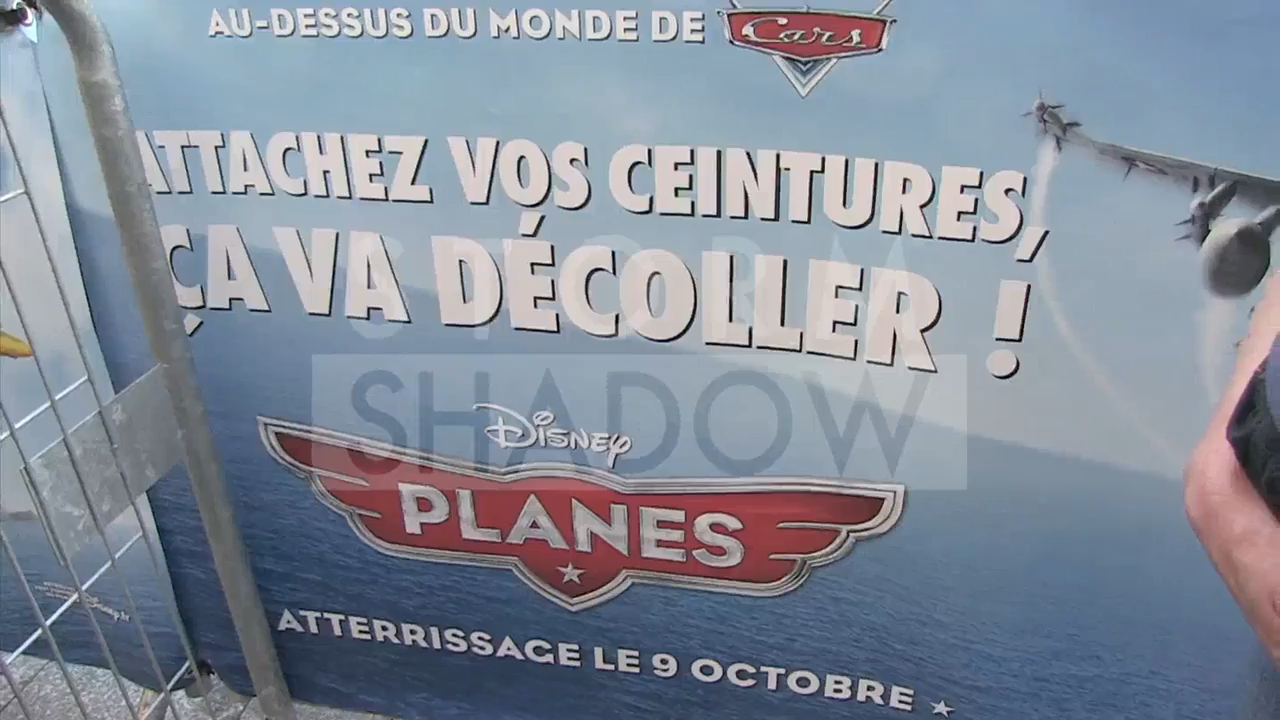 AU-DESSUS DU MONDE DE Cars
ATTACHEZ VOS CEINTURES,
ÇA VA DÉCOLLER !
STORM
SHADOW
DISNEY
PLANES
ATTERRISSAGE LE 9 OCTOBRE